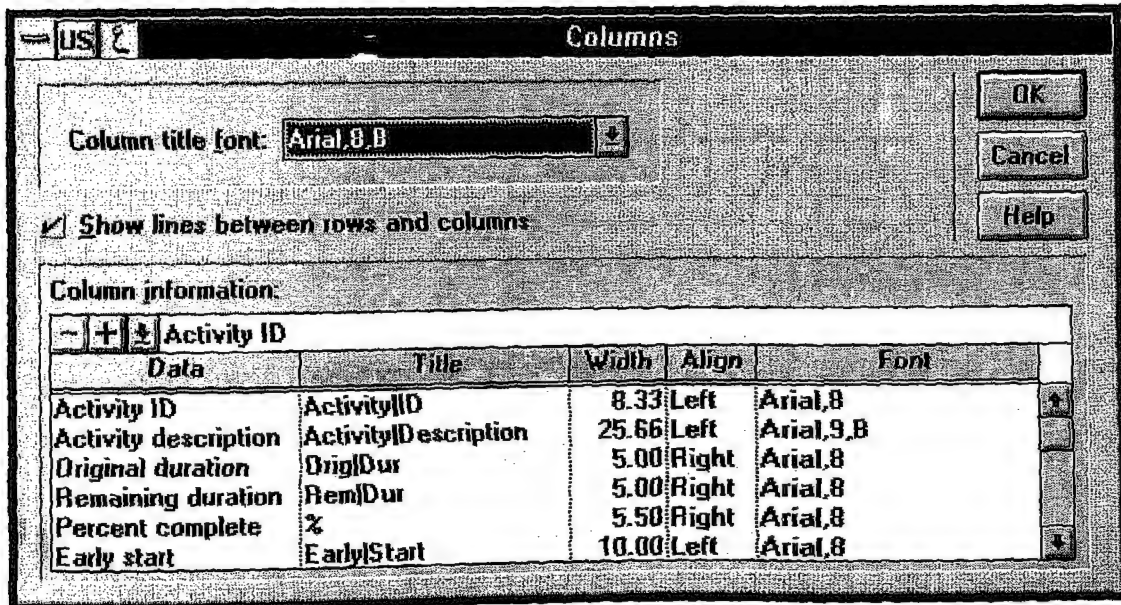 US Columns
OK
Column title font: Arial,8,B
Cancel
Help
Show lines between rows and columns
Column information:
- + Activity ID
Data Title Width Align Font
Activity ID Activity|ID 8.33 Left Arial,8
Activity description Activity|Description 25.66 Left Arial,9,B
Original duration Orig|Dur 5.00 Right Arial,8
Remaining duration Rem|Dur 5.00 Right Arial,8
Percent complete % 5.50 Right Arial,8
Early start Early|Start 10.00 Left Arial,8